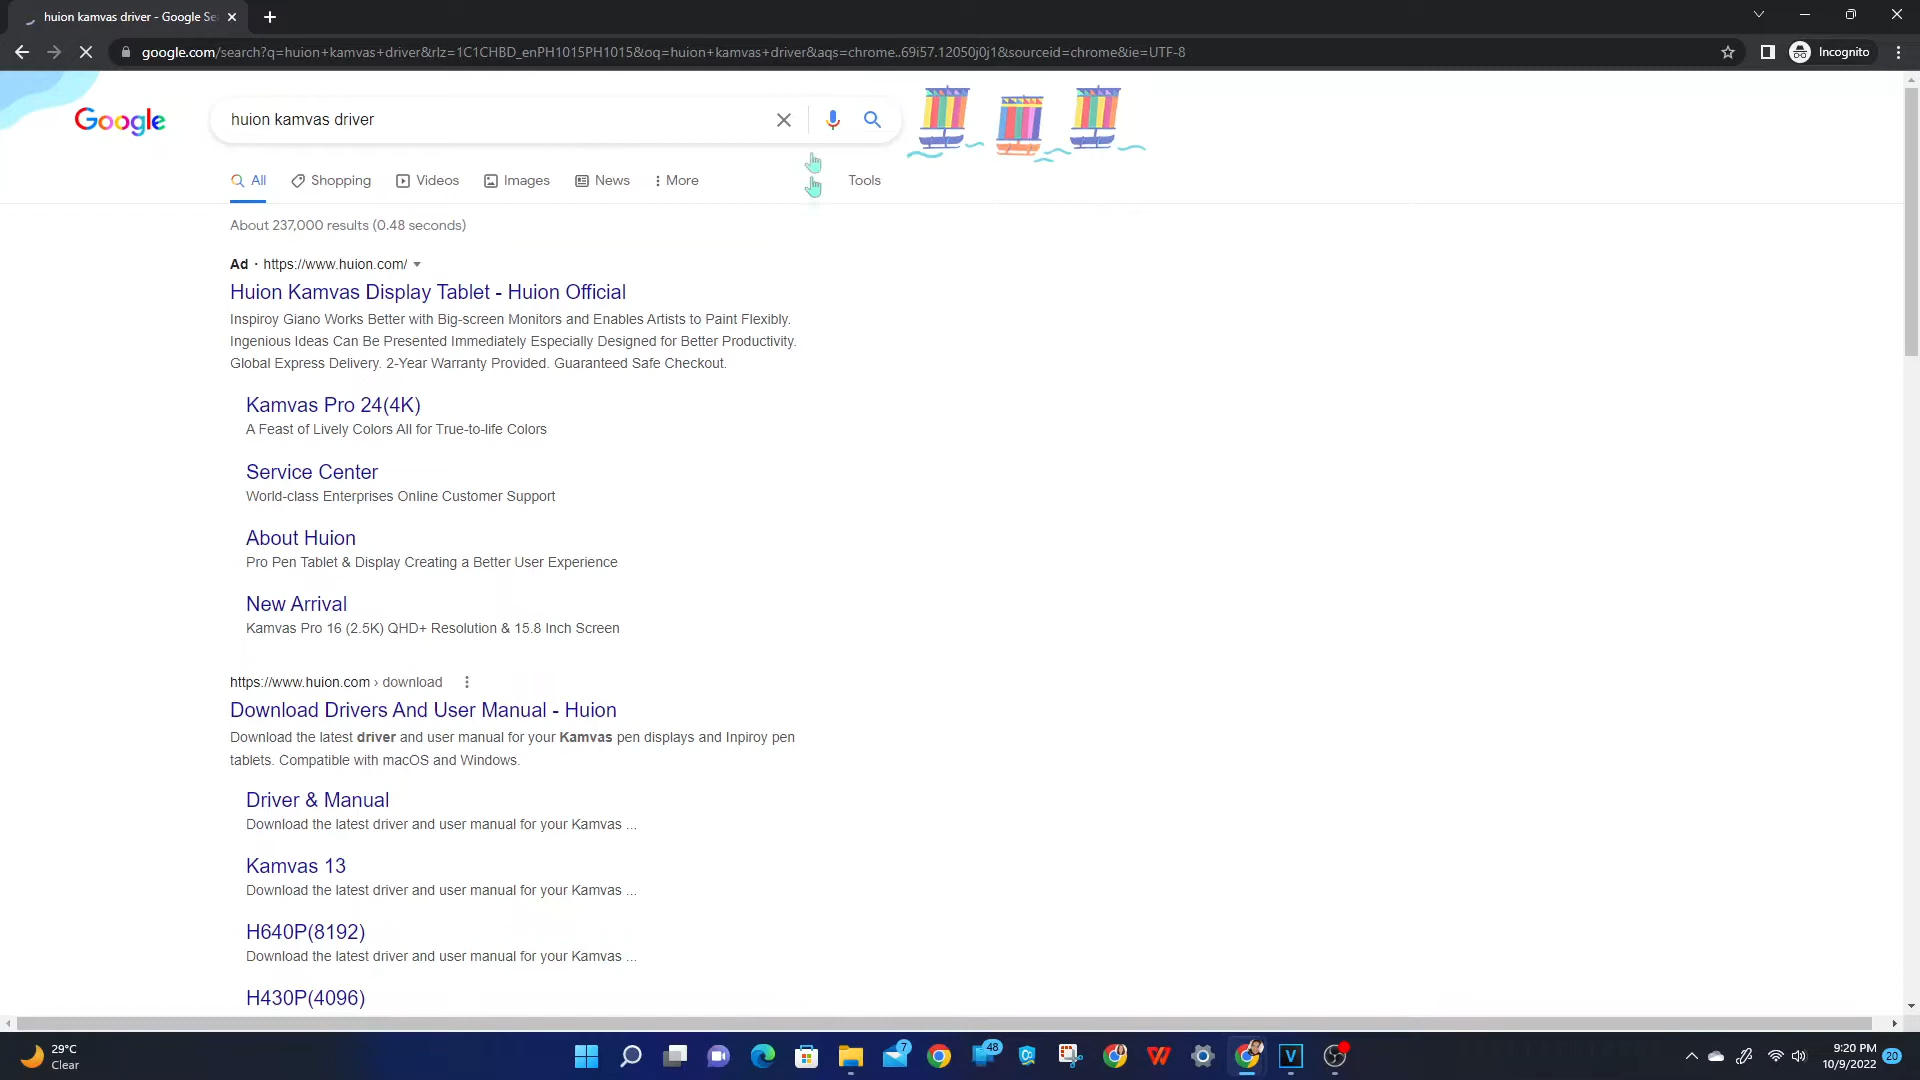 huion kamvas driver - Google Se
google.com/search?q=huion+kamvas+driver&rlz=1C1CHBD_enPH1015PH1015&oq=huion+kamvas+driver&aqs=chrome..69i57.12050j0j1&sourceid=chrome&ie=UTF-8
Incognito
Google
huion kamvas driver
All
Shopping
Videos
Images
News
More
Tools
About 237,000 results (0.48 seconds)
Ad · https://www.huion.com/
Huion Kamvas Display Tablet - Huion Official
Inspiroy Giano Works Better with Big-screen Monitors and Enables Artists to Paint Flexibly.
Ingenious Ideas Can Be Presented Immediately Especially Designed for Better Productivity.
Global Express Delivery. 2-Year Warranty Provided. Guaranteed Safe Checkout.
Kamvas Pro 24(4K)
A Feast of Lively Colors All for True-to-life Colors
Service Center
World-class Enterprises Online Customer Support
About Huion
Pro Pen Tablet & Display Creating a Better User Experience
New Arrival
Kamvas Pro 16 (2.5K) QHD+ Resolution & 15.8 Inch Screen
https://www.huion.com › download
Download Drivers And User Manual - Huion
Download the latest driver and user manual for your Kamvas pen displays and Inpiroy pen
tablets. Compatible with macOS and Windows.
Driver & Manual
Download the latest driver and user manual for your Kamvas ...
Kamvas 13
Download the latest driver and user manual for your Kamvas ...
H640P(8192)
Download the latest driver and user manual for your Kamvas ...
H430P(4096)
29°C
Clear
7
48
V
9:20 PM
10/9/2022
20